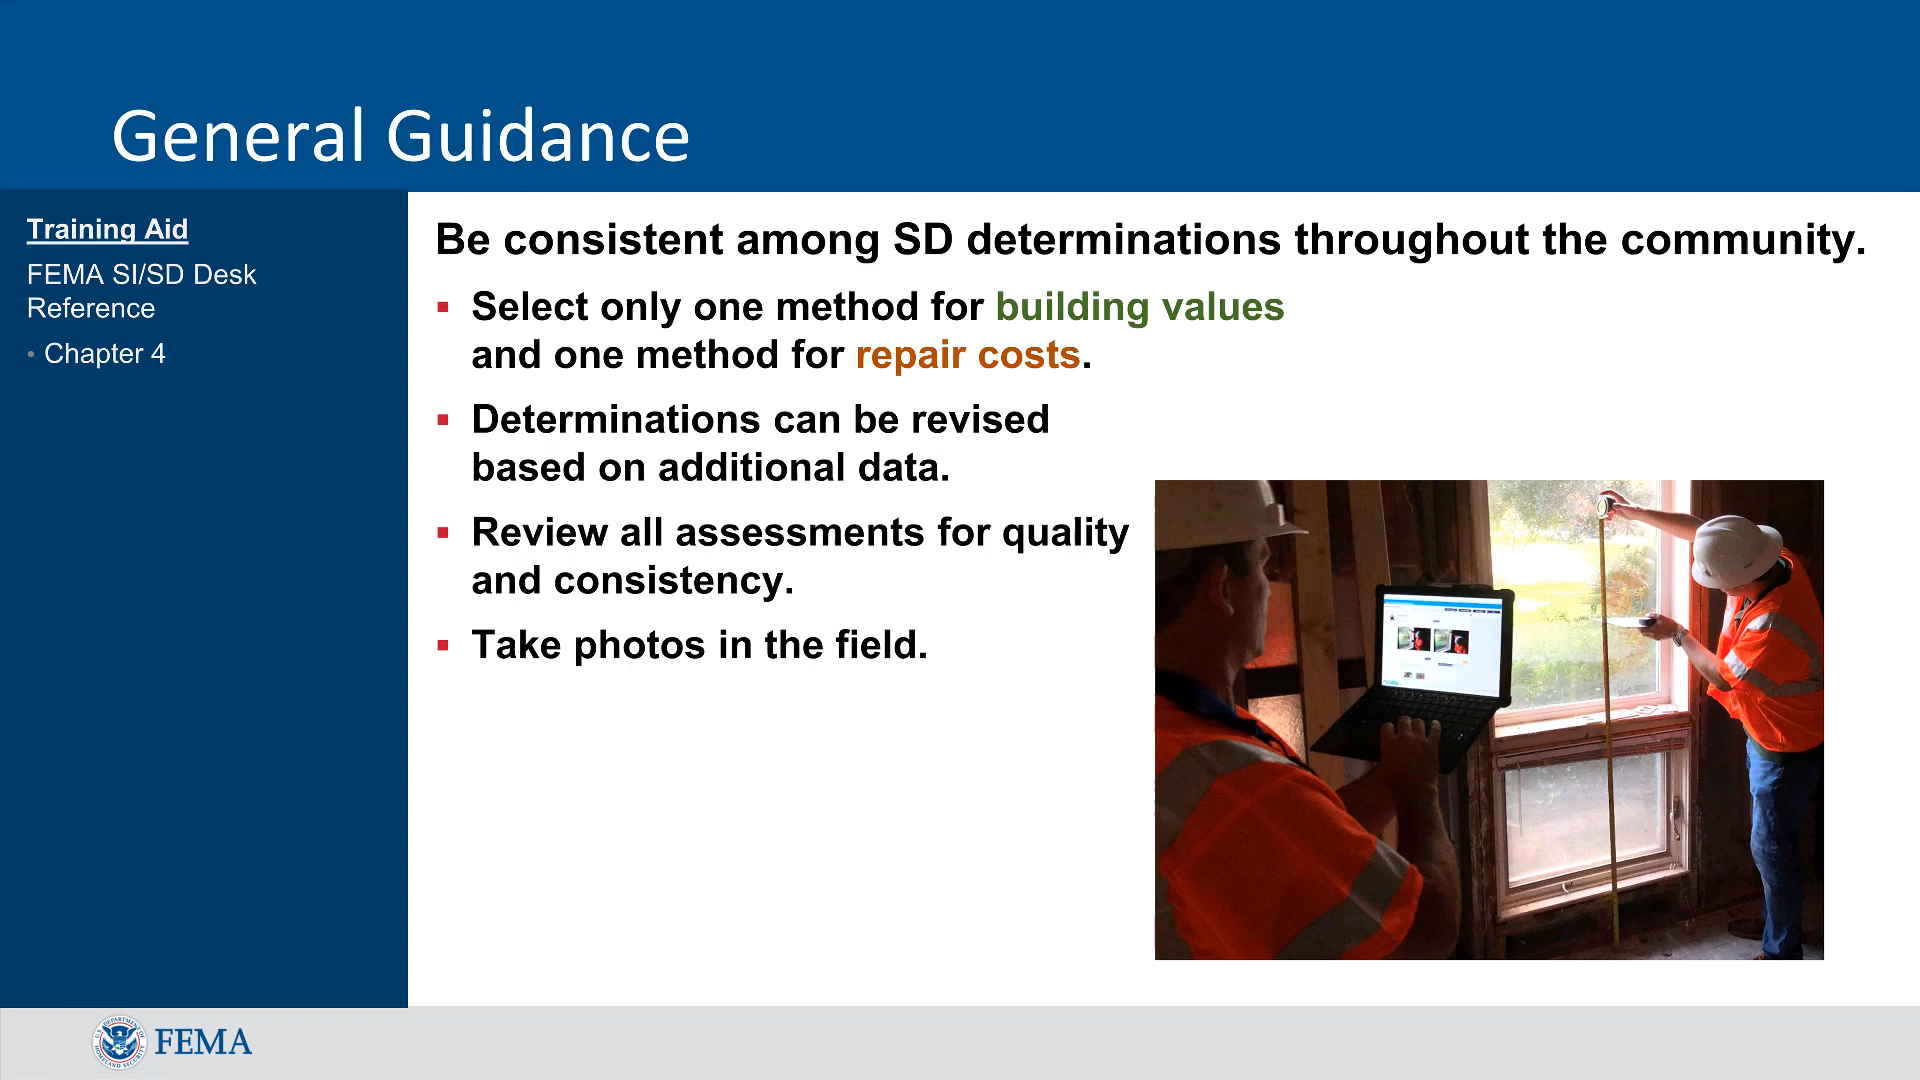 General Guidance
Training Aid
FEMA SI/SD Desk
Reference
• Chapter 4
Be consistent among SD determinations throughout the community.
▪ Select only one method for building values
and one method for repair costs.
▪ Determinations can be revised
based on additional data.
▪ Review all assessments for quality
and consistency.
▪ Take photos in the field.
FEMA